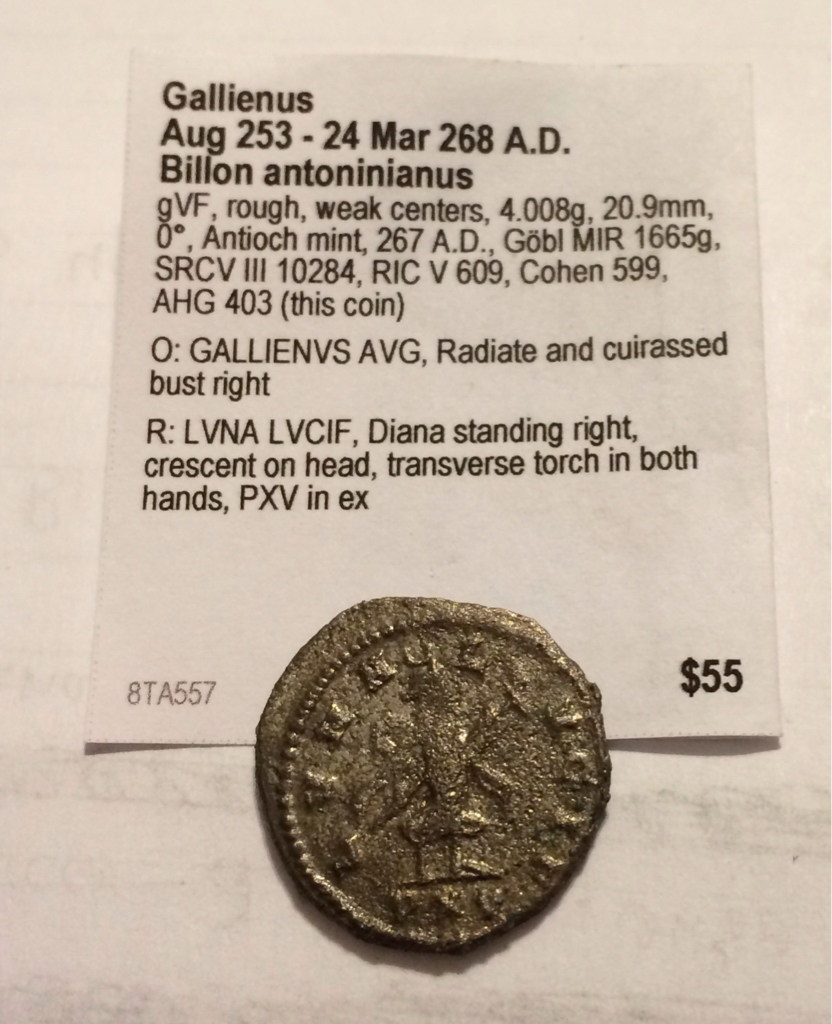 Gallienus
Aug 253 - 24 Mar 268 A.D.
Billon antoninianus
gVF, rough, weak centers, 4.008g, 20.9mm,
0°, Antioch mint, 267 A.D., Göbl MIR 1665g,
SRCV III 10284, RIC V 609, Cohen 599,
AHG 403 (this coin)
O: GALLIENVS AVG, Radiate and cuirassed
bust right
R: LVNA LVCIF, Diana standing right,
crescent on head, transverse torch in both
hands, PXV in ex
8TA557
$55
PXV